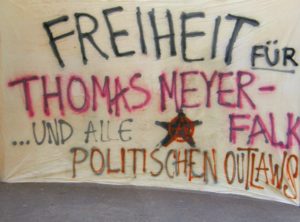 FREIHEIT FÜR
THOMAS MEYER-
FALK
...UND ALLE
POLITISCHEN OUTLAWS